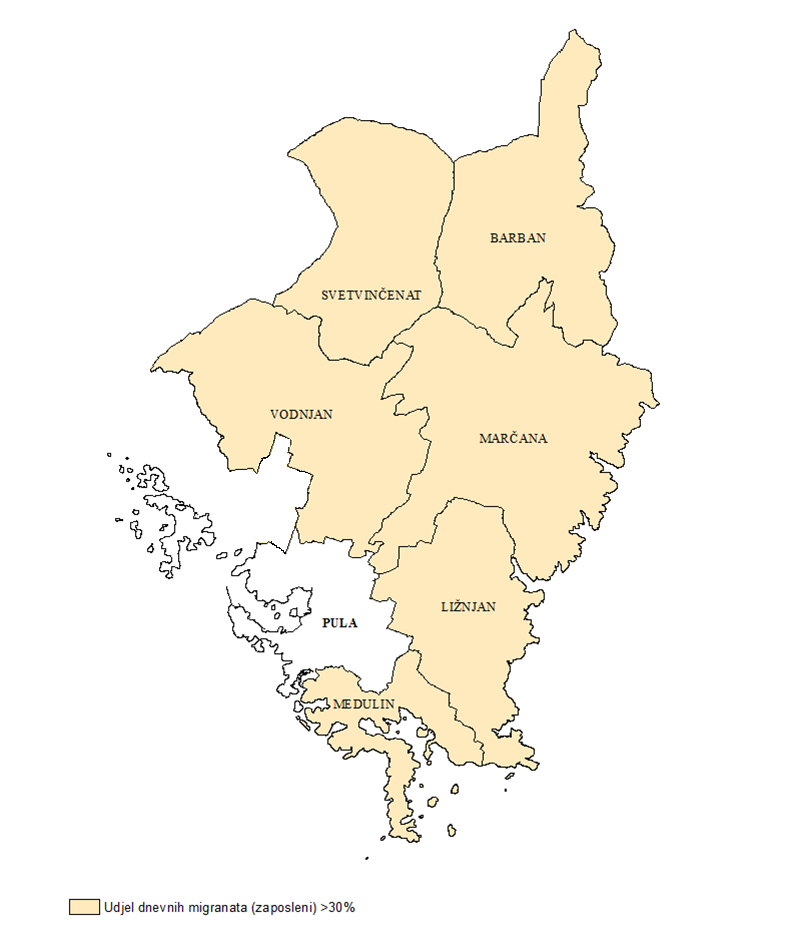 BARBAN
SVETVINČENAT
VODNJAN
MARČANA
LIŽNJAN
PULA
MEDULIN
Udjel dnevnih migranata (zaposleni) >30%